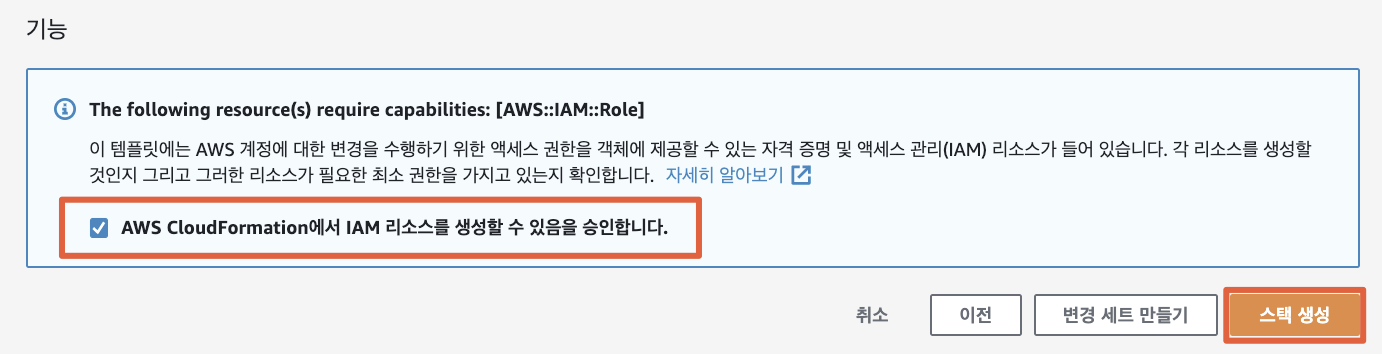 기능
The following resource(s) require capabilities: [AWS::IAM::Role]
이 템플릿에는 AWS 계정에 대한 변경을 수행하기 위한 액세스 권한을 객체에 제공할 수 있는 자격 증명 및 액세스 관리(IAM) 리소스가 들어 있습니다. 각 리소스를 생성할
것인지 그리고 그러한 리소스가 필요한 최소 권한을 가지고 있는지 확인합니다. 자세히 알아보기
AWS CloudFormation에서 IAM 리소스를 생성할 수 있음을 승인합니다.
취소 이전 변경 세트 만들기 스택 생성